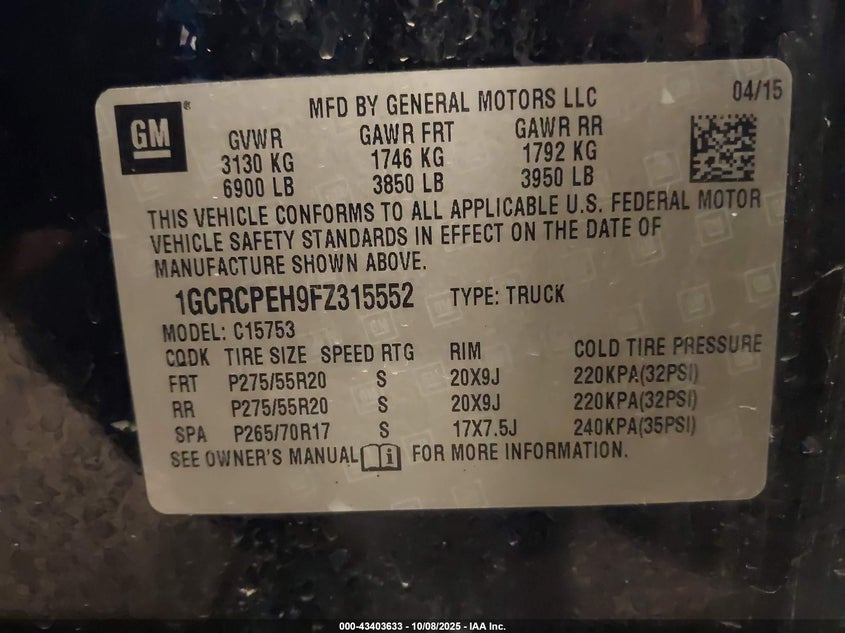 MFD BY GENERAL MOTORS LLC 04/15
GM ®
GVWR GAWR FRT GAWR RR
3130 KG 1746 KG 1792 KG
6900 LB 3850 LB 3950 LB
THIS VEHICLE CONFORMS TO ALL APPLICABLE U.S. FEDERAL MOTOR
VEHICLE SAFETY STANDARDS IN EFFECT ON THE DATE OF
MANUFACTURE SHOWN ABOVE.
1GCRCPEH9FZ315552 TYPE: TRUCK
MODEL: C15753
CQDK TIRE SIZE SPEED RTG RIM COLD TIRE PRESSURE
FRT P275/55R20 S 20X9J 220KPA(32PSI)
RR P275/55R20 S 20X9J 220KPA(32PSI)
SPA P265/70R17 S 17X7.5J 240KPA(35PSI)
SEE OWNER'S MANUAL FOR MORE INFORMATION.
000-43403633 - 10/08/2025 - IAA Inc.